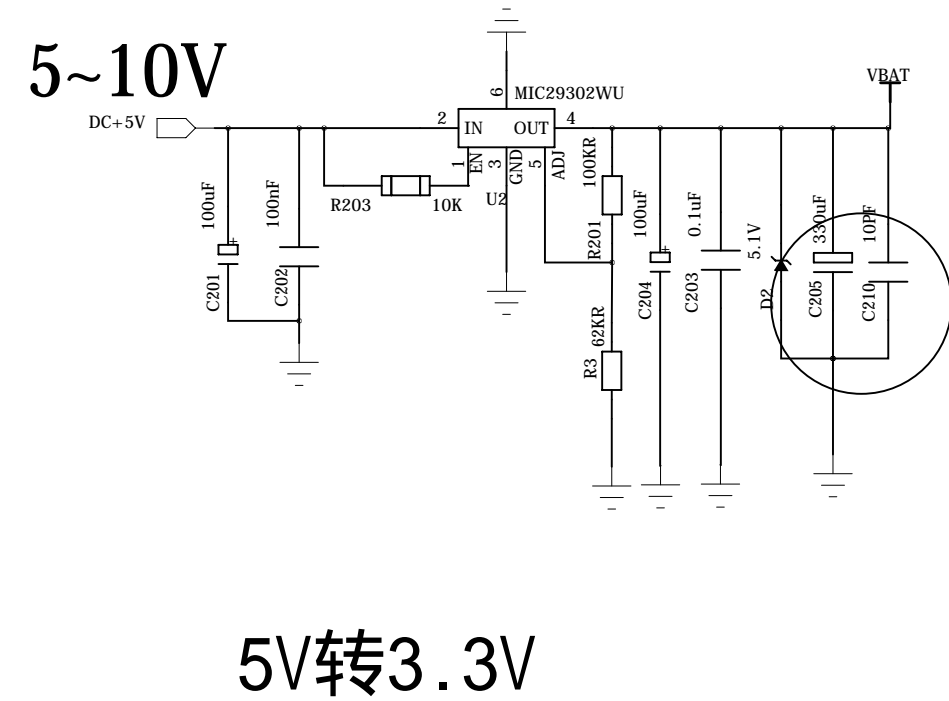 5~10V
DC+5V
MIC29302WU
6
2
IN
OUT
4
1
EN
3
GND
5
ADJ
U2
R203
10K
100uF
C201
100nF
C202
100KR
R201
62KR
R3
100uF
C204
0.1uF
C203
5.1V
D2
330uF
C205
10PF
C210
VBAT
5V转3.3V